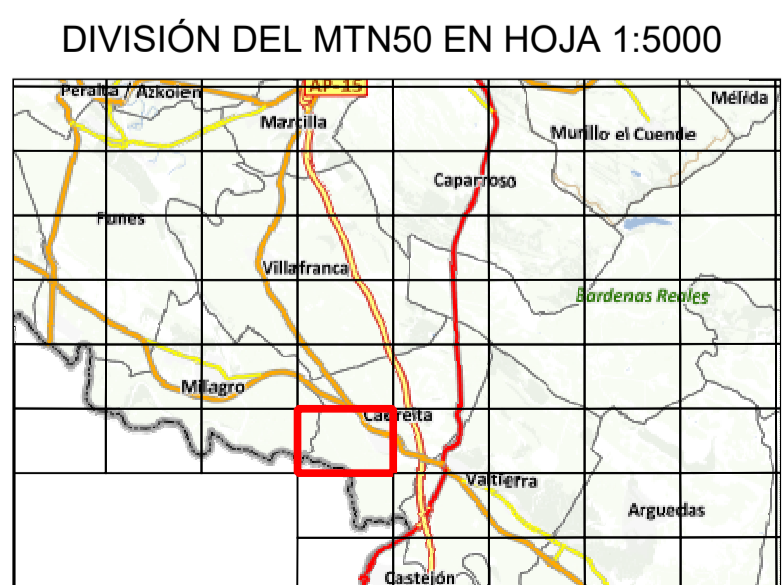 DIVISIÓN DEL MTN50 EN HOJA 1:5000
Peralta / Azkoien
AP-15
Mélida
Marcilla
Murillo el Cuende
Caparroso
Funes
Villafranca
Bardenas Reales
Milagro
Cadreita
Valtierra
Arguedas
Castejón